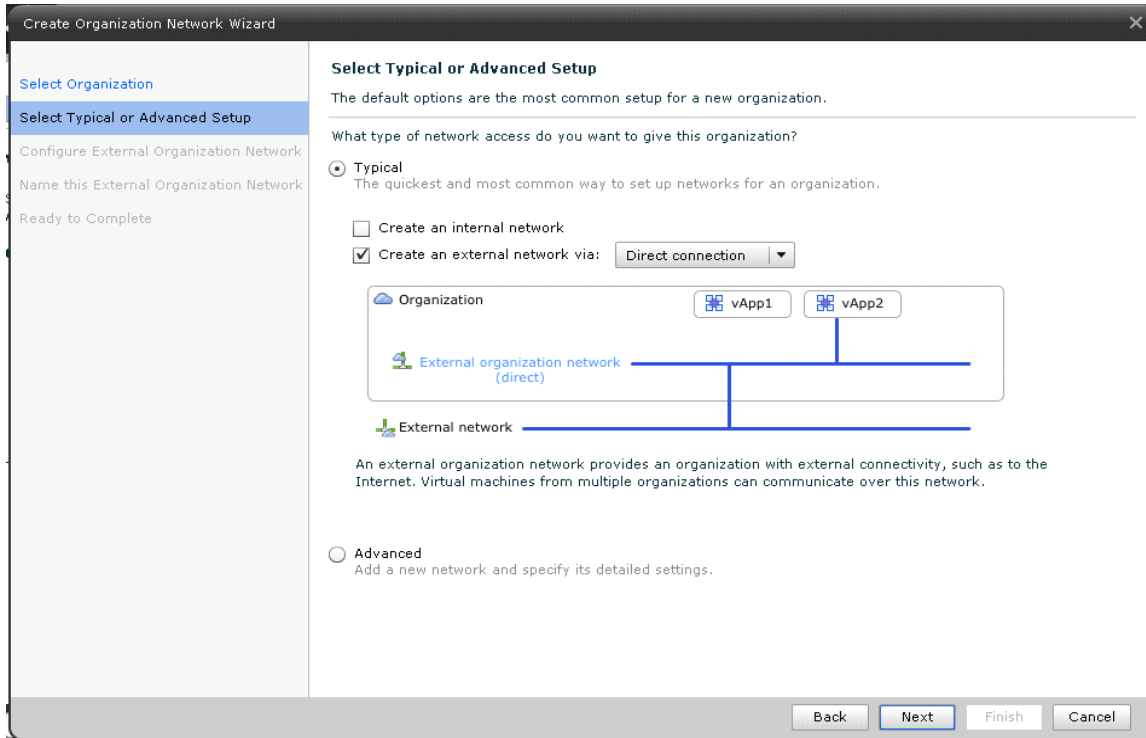 Create Organization Network Wizard
Select Organization
Select Typical or Advanced Setup
Configure External Organization Network
Name this External Organization Network
Ready to Complete
Select Typical or Advanced Setup
The default options are the most common setup for a new organization.
What type of network access do you want to give this organization?
Typical
The quickest and most common way to set up networks for an organization.
Create an internal network
Create an external network via: Direct connection
Organization
vApp1
vApp2
External organization network
(direct)
External network
An external organization network provides an organization with external connectivity, such as to the
Internet. Virtual machines from multiple organizations can communicate over this network.
Advanced
Add a new network and specify its detailed settings.
Back
Next
Finish
Cancel